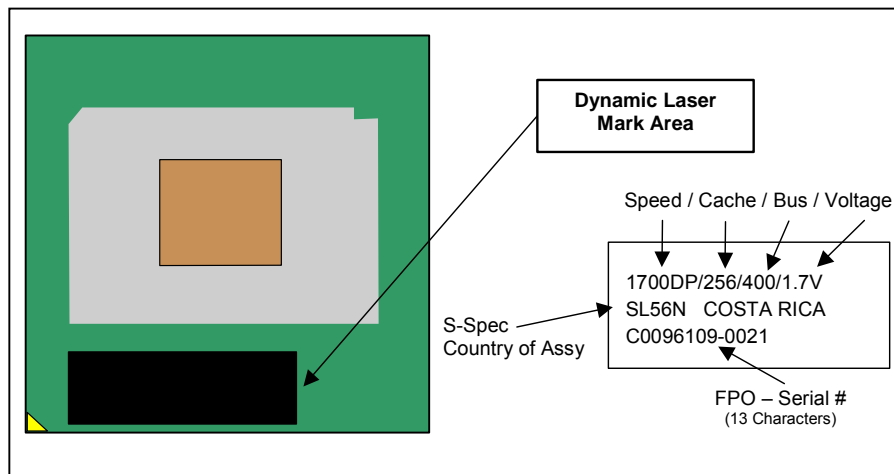 Dynamic Laser
Mark Area
Speed / Cache / Bus / Voltage
1700DP/256/400/1.7V
SL56N COSTA RICA
C0096109-0021
S-Spec
Country of Assy
FPO – Serial #
(13 Characters)